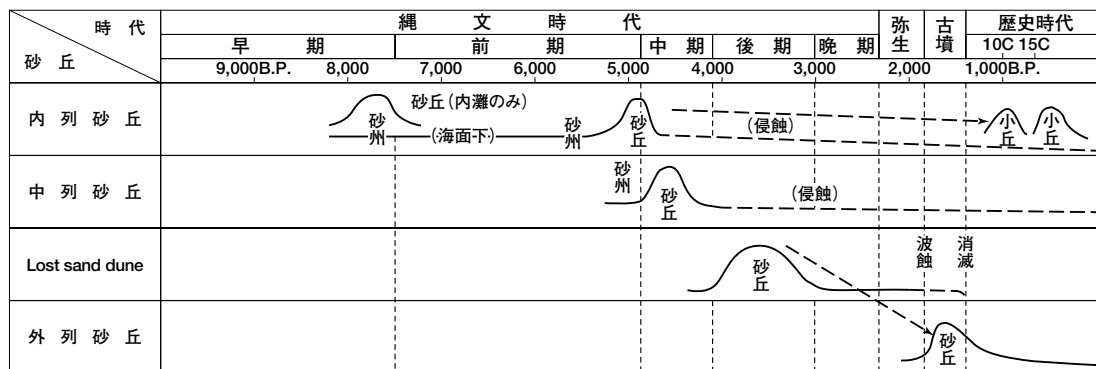 時代
砂丘
縄文時代
弥生
古墳
歴史時代
早期
前期
中期
後期
晩期
10C 15C
9,000B.P. 8,000 7,000 6,000 5,000 4,000 3,000 2,000 1,000B.P.
内列砂丘
砂州
砂丘(内灘のみ)
(海面下)
砂州
砂丘
(侵蝕)
小丘
小丘
中列砂丘
砂州
砂丘
(侵蝕)
Lost sand dune
砂丘
波蝕
消滅
外列砂丘
砂丘